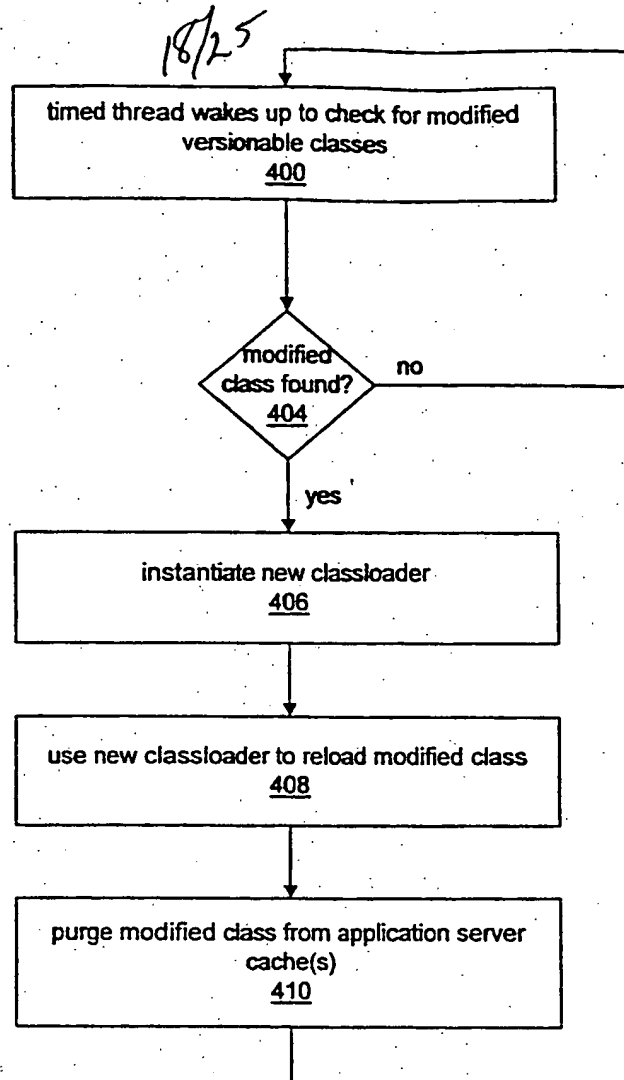 18/25
timed thread wakes up to check for modified
versionable classes
400
modified
class found?
404
no
yes
instantiate new classloader
406
use new classloader to reload modified class
408
purge modified class from application server
cache(s)
410